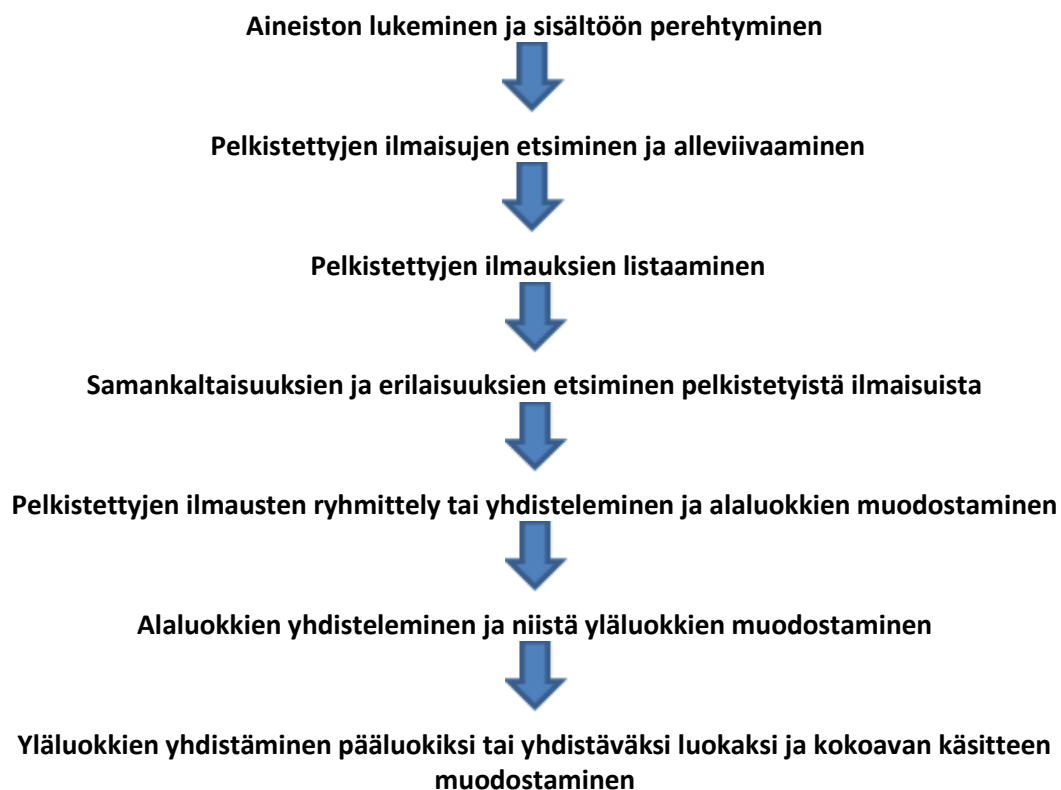 Aineiston lukeminen ja sisältöön perehtyminen
Pelkistettyjen ilmaisujen etsiminen ja alleviivaaminen
Pelkistettyjen ilmauksien listaaminen
Samankaltaisuuksien ja erilaisuuksien etsiminen pelkistetyistä ilmaisuista
Pelkistettyjen ilmausten ryhmittely tai yhdisteleminen ja alaluokkien muodostaminen
Alaluokkien yhdisteleminen ja niistä yläluokkien muodostaminen
Yläluokkien yhdistäminen pääluokiksi tai yhdistäväksi luokaksi ja kokoavan käsitteen
muodostaminen